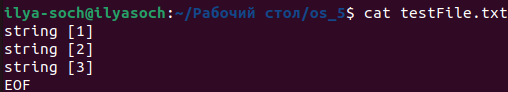 ilya-soch@ilyasoch:~/Рабочий стол/os_5$ cat testFile.txt
string [1]
string [2]
string [3]
EOF